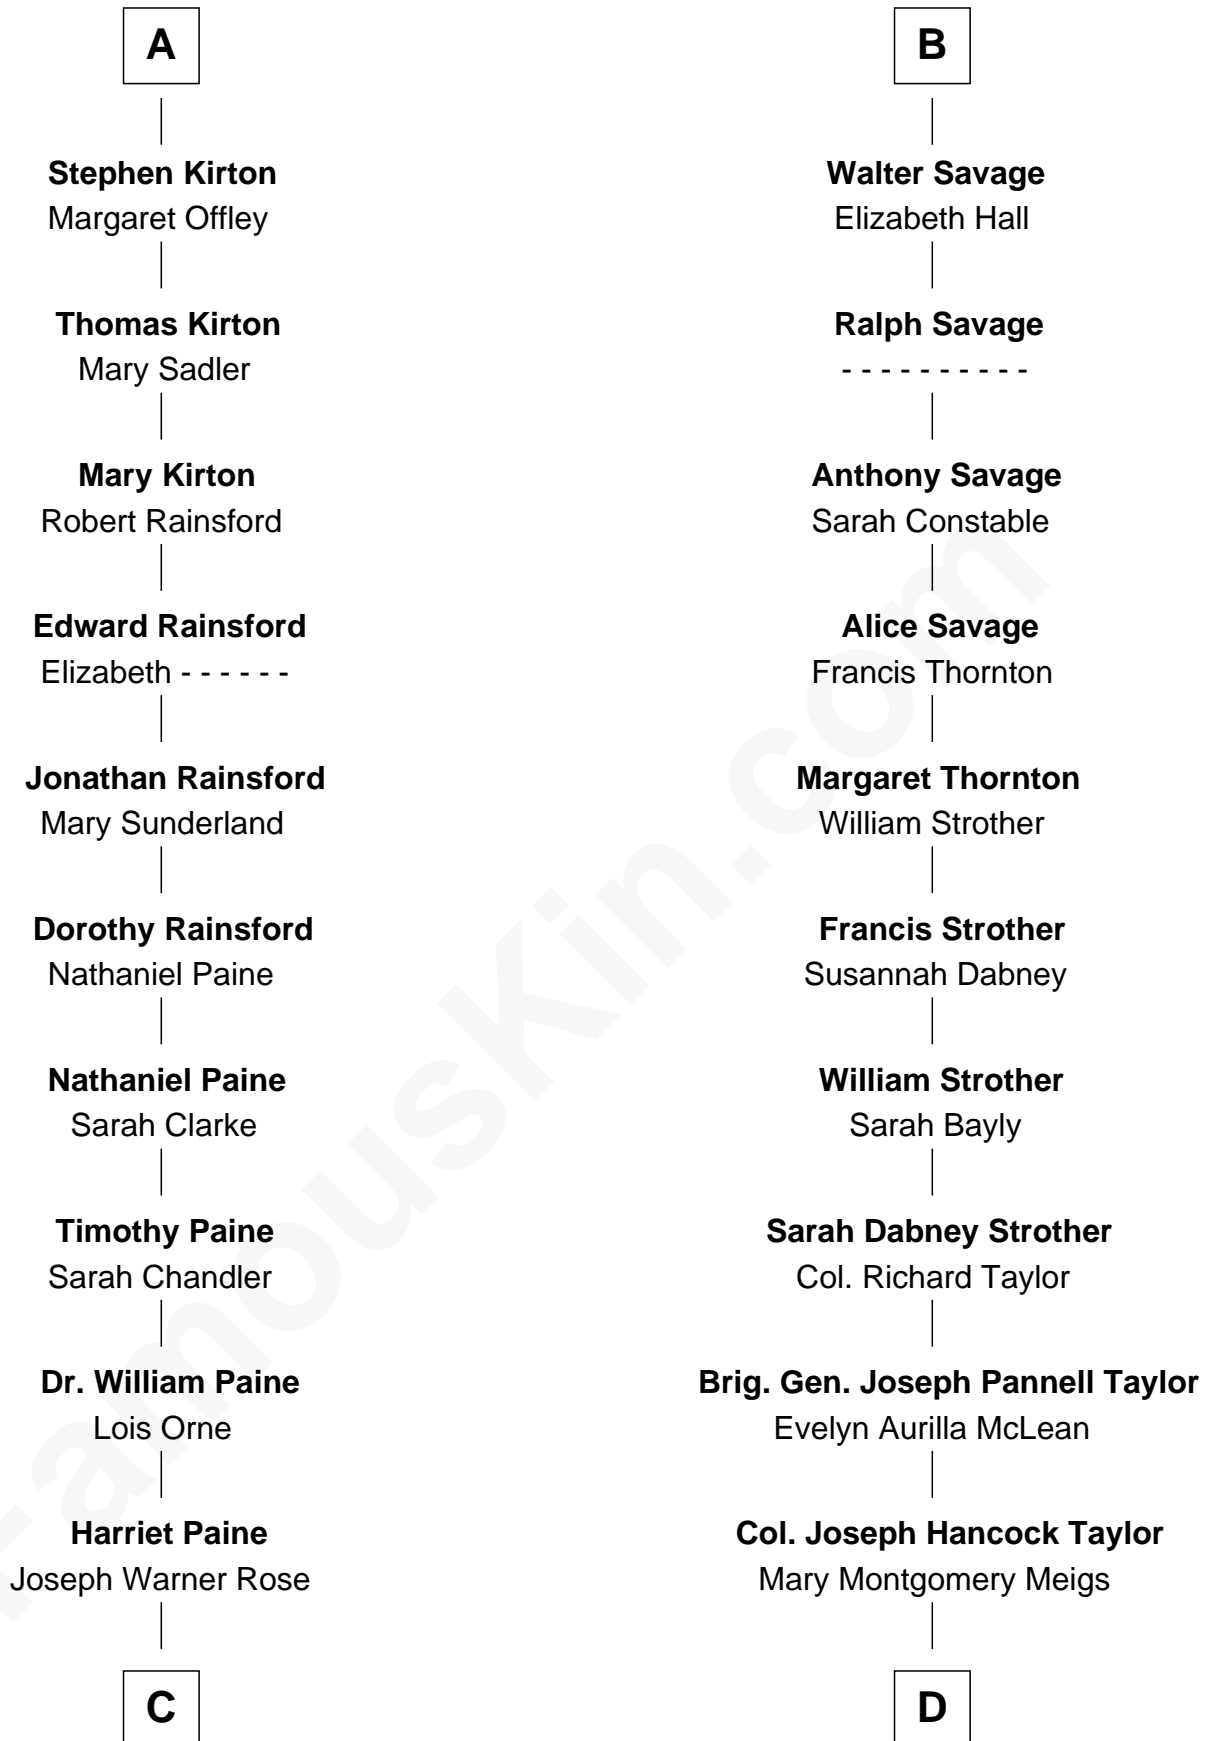 A
Stephen Kirton
Margaret Offley
Thomas Kirton
Mary Sadler
Mary Kirton
Robert Rainsford
Edward Rainsford
Elizabeth - - - - - -
Jonathan Rainsford
Mary Sunderland
Dorothy Rainsford
Nathaniel Paine
Nathaniel Paine
Sarah Clarke
Timothy Paine
Sarah Chandler
Dr. William Paine
Lois Orne
Harriet Paine
Joseph Warner Rose
C
B
Walter Savage
Elizabeth Hall
Ralph Savage
- - - - - - - - - -
Anthony Savage
Sarah Constable
Alice Savage
Francis Thornton
Margaret Thornton
William Strother
Francis Strother
Susannah Dabney
William Strother
Sarah Bayly
Sarah Dabney Strother
Col. Richard Taylor
Brig. Gen. Joseph Pannell Taylor
Evelyn Aurilla McLean
Col. Joseph Hancock Taylor
Mary Montgomery Meigs
D
FamousKin.com